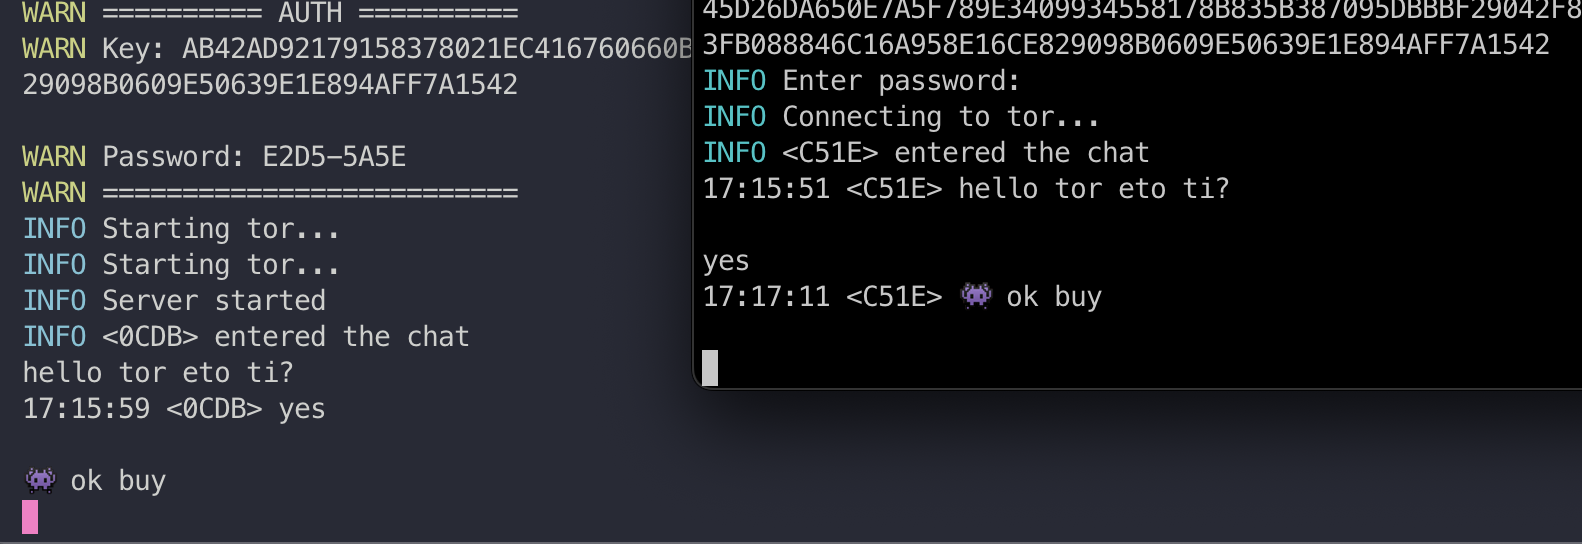 WARN ========== AUTH ==========
WARN Key: AB42AD92179158378021EC416760660B
29098B0609E50639E1E894AFF7A1542
WARN Password: E2D5-5A5E
WARN ==========================
INFO Starting tor...
INFO Starting tor...
INFO Server started
INFO <0CDB> entered the chat
hello tor eto ti?
17:15:59 <0CDB> yes
👾 ok buy
45D26DA650E7A5F789E3409934558178B835B387095DBBBF29042F8
3FB088846C16A958E16CE829098B0609E50639E1E894AFF7A1542
INFO Enter password:
INFO Connecting to tor...
INFO <C51E> entered the chat
17:15:51 <C51E> hello tor eto ti?
yes
17:17:11 <C51E> 👾 ok buy